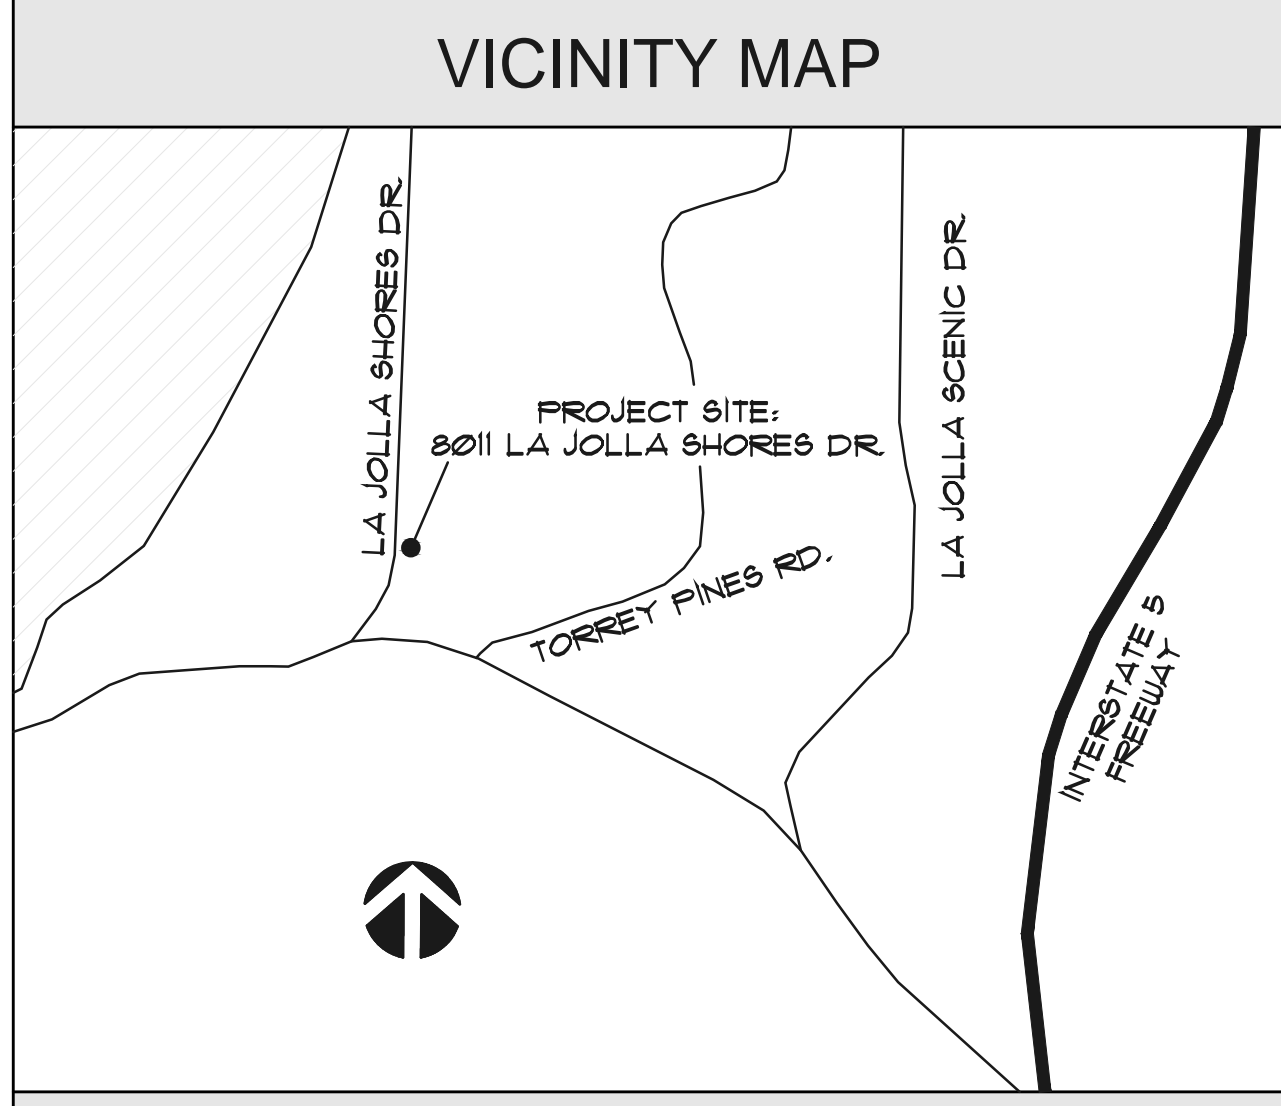 VICINITY MAP
LA JOLLA SHORES DR.
PROJECT SITE:
8011 LA JOLLA SHORES DR.
LA JOLLA SCENIC DR.
TORREY PINES RD.
INTERSTATE 5
FREEWAY